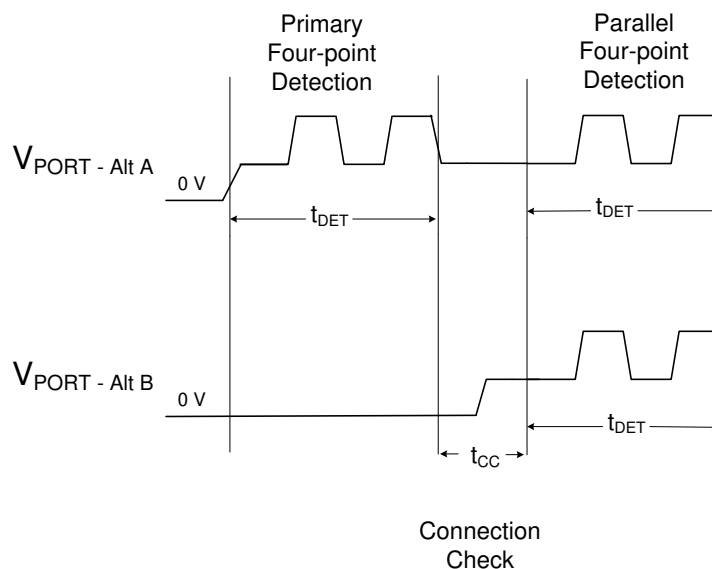 Primary
Four-point
Detection
Parallel
Four-point
Detection
VPORT - Alt A
0 V
tDET
tDET
VPORT - Alt B
0 V
tDET
tCC
Connection
Check